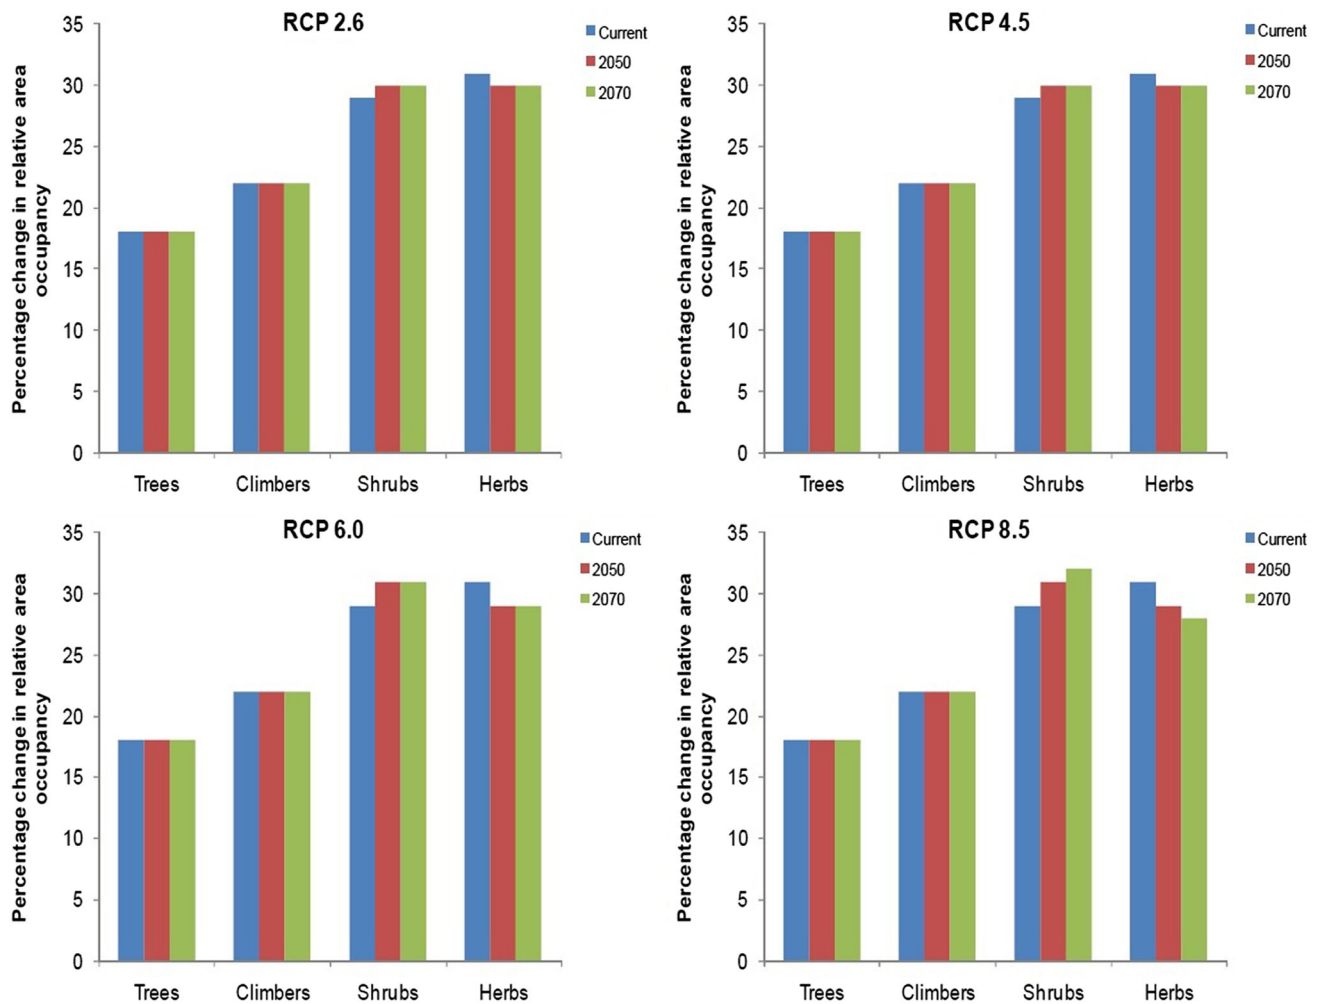 RCP 2.6
Percentage change in relative area
occupancy
35
30
25
20
15
10
5
0
Trees
Climbers
Shrubs
Herbs
Current
2050
2070
RCP 4.5
Percentage change in relative area
occupancy
35
30
25
20
15
10
5
0
Trees
Climbers
Shrubs
Herbs
Current
2050
2070
RCP 6.0
Percentage change in relative area
occupancy
35
30
25
20
15
10
5
0
Trees
Climbers
Shrubs
Herbs
Current
2050
2070
RCP 8.5
Percentage change in relative area
occupancy
35
30
25
20
15
10
5
0
Trees
Climbers
Shrubs
Herbs
Current
2050
2070